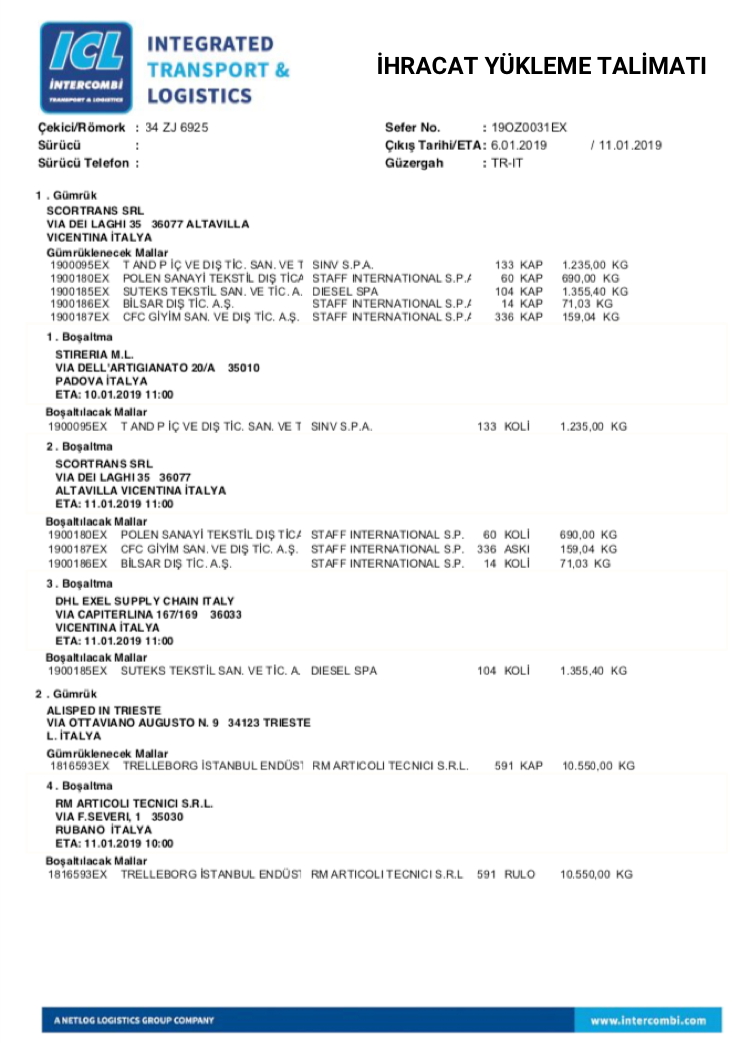 ICL
İNTERCOMBİ
TRANSPORT & LOGISTICS
INTEGRATED
TRANSPORT &
LOGISTICS
İHRACAT YÜKLEME TALİMATI
Çekici/Römork : 34 ZJ 6925
Sefer No. : 19OZ0031EX
Sürücü :
Çıkış Tarihi/ETA: 6.01.2019 / 11.01.2019
Sürücü Telefon :
Güzergah : TR-IT
1 . Gümrük
SCORTRANS SRL
VIA DEI LAGHI 35 36077 ALTAVILLA
VICENTINA İTALYA
Gümrüklenecek Mallar
1900095EX T AND P İÇ VE DIŞ TİC. SAN. VE T SINV S.P.A. 133 KAP 1.235,00 KG
1900180EX POLEN SANAYİ TEKSTİL DIŞ TİCA STAFF INTERNATIONAL S.P.A 60 KAP 690,00 KG
1900185EX SUTEKS TEKSTİL SAN. VE TİC. A. DIESEL SPA 104 KAP 1.355,40 KG
1900186EX BİLSAR DIŞ TİC. A.Ş. STAFF INTERNATIONAL S.P.A 14 KAP 71,03 KG
1900187EX CFC GİYİM SAN. VE DIŞ TİC. A.Ş. STAFF INTERNATIONAL S.P.A 336 KAP 159,04 KG
1 . Boşaltma
STIRERIA M.L.
VIA DELL'ARTIGIANATO 20/A 35010
PADOVA İTALYA
ETA: 10.01.2019 11:00
Boşaltılacak Mallar
1900095EX T AND P İÇ VE DIŞ TİC. SAN. VE T SINV S.P.A. 133 KOLİ 1.235,00 KG
2 . Boşaltma
SCORTRANS SRL
VIA DEI LAGHI 35 36077
ALTAVILLA VICENTINA İTALYA
ETA: 11.01.2019 11:00
Boşaltılacak Mallar
1900180EX POLEN SANAYİ TEKSTİL DIŞ TİCA STAFF INTERNATIONAL S.P. 60 KOLİ 690,00 KG
1900187EX CFC GİYİM SAN. VE DIŞ TİC. A.Ş. STAFF INTERNATIONAL S.P. 336 ASKI 159,04 KG
1900186EX BİLSAR DIŞ TİC. A.Ş. STAFF INTERNATIONAL S.P. 14 KOLİ 71,03 KG
3 . Boşaltma
DHL EXEL SUPPLY CHAIN ITALY
VIA CAPITERLINA 167/169 36033
VICENTINA İTALYA
ETA: 11.01.2019 11:00
Boşaltılacak Mallar
1900185EX SUTEKS TEKSTİL SAN. VE TİC. A. DIESEL SPA 104 KOLİ 1.355,40 KG
2 . Gümrük
ALISPED IN TRIESTE
VIA OTTAVIANO AUGUSTO N. 9 34123 TRIESTE
L. İTALYA
Gümrüklenecek Mallar
1816593EX TRELLEBORG İSTANBUL ENDÜST RM ARTICOLI TECNICI S.R.L. 591 KAP 10.550,00 KG
4 . Boşaltma
RM ARTICOLI TECNICI S.R.L.
VIA F.SEVERI, 1 35030
RUBANO İTALYA
ETA: 11.01.2019 10:00
Boşaltılacak Mallar
1816593EX TRELLEBORG İSTANBUL ENDÜST RM ARTICOLI TECNICI S.R.L 591 RULO 10.550,00 KG
A NETLOG LOGISTICS GROUP COMPANY
www.intercombi.com